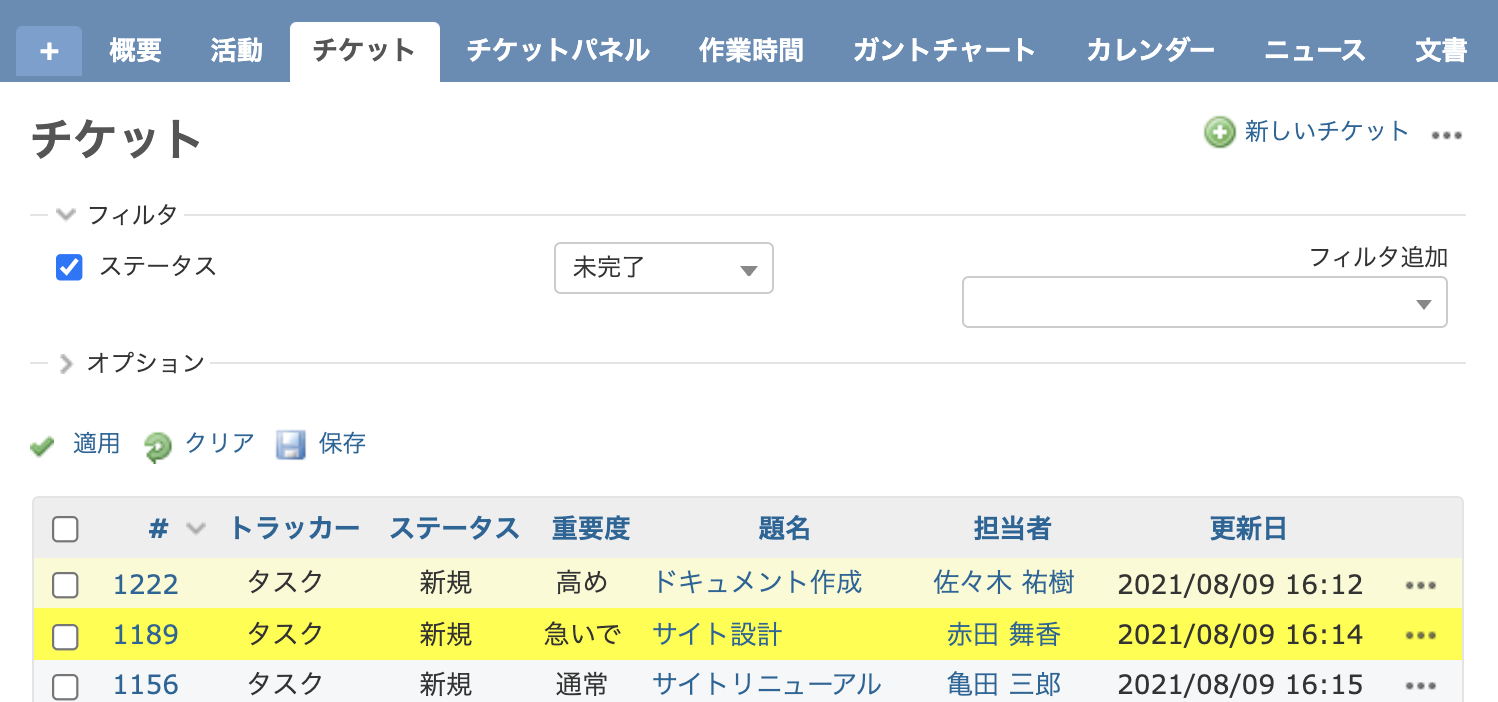 + 概要 活動 チケット チケットパネル 作業時間 ガントチャート カレンダー ニュース 文書
チケット
新しいチケット •••
フィルタ
ステータス 未完了 フィルタ追加
オプション
適用 クリア 保存
# トラッカー ステータス 重要度 題名 担当者 更新日
1222 タスク 新規 高め ドキュメント作成 佐々木 祐樹 2021/08/09 16:12 •••
1189 タスク 新規 急いで サイト設計 赤田 舞香 2021/08/09 16:14 •••
1156 タスク 新規 通常 サイトリニューアル 亀田 三郎 2021/08/09 16:15 •••